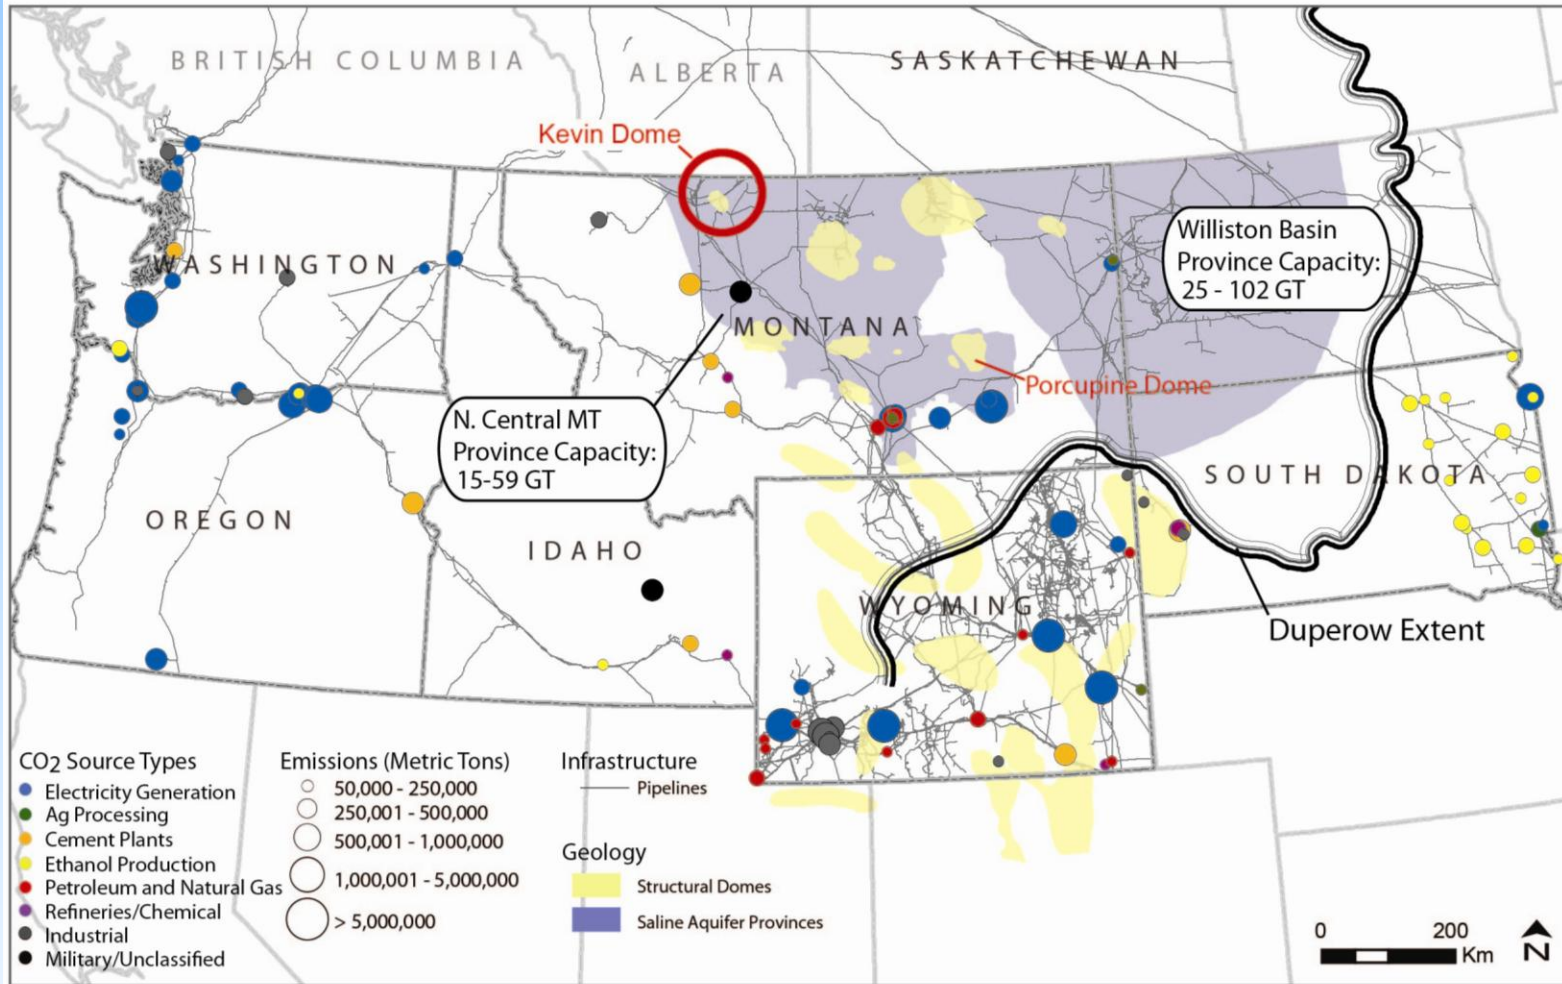 BRITISH COLUMBIA
ALBERTA
SASKATCHEWAN
Kevin Dome
WASHINGTON
MONTANA
Williston Basin
Province Capacity:
25 - 102 GT
Porcupine Dome
N. Central MT
Province Capacity:
15-59 GT
SOUTH DAKOTA
OREGON
IDAHO
WYOMING
Duperow Extent
CO2 Source Types
Electricity Generation
Ag Processing
Cement Plants
Ethanol Production
Petroleum and Natural Gas
Refineries/Chemical
Industrial
Military/Unclassified
Emissions (Metric Tons)
50,000 - 250,000
250,001 - 500,000
500,001 - 1,000,000
1,000,001 - 5,000,000
> 5,000,000
Infrastructure
Pipelines
Geology
Structural Domes
Saline Aquifer Provinces
0 200
Km
N